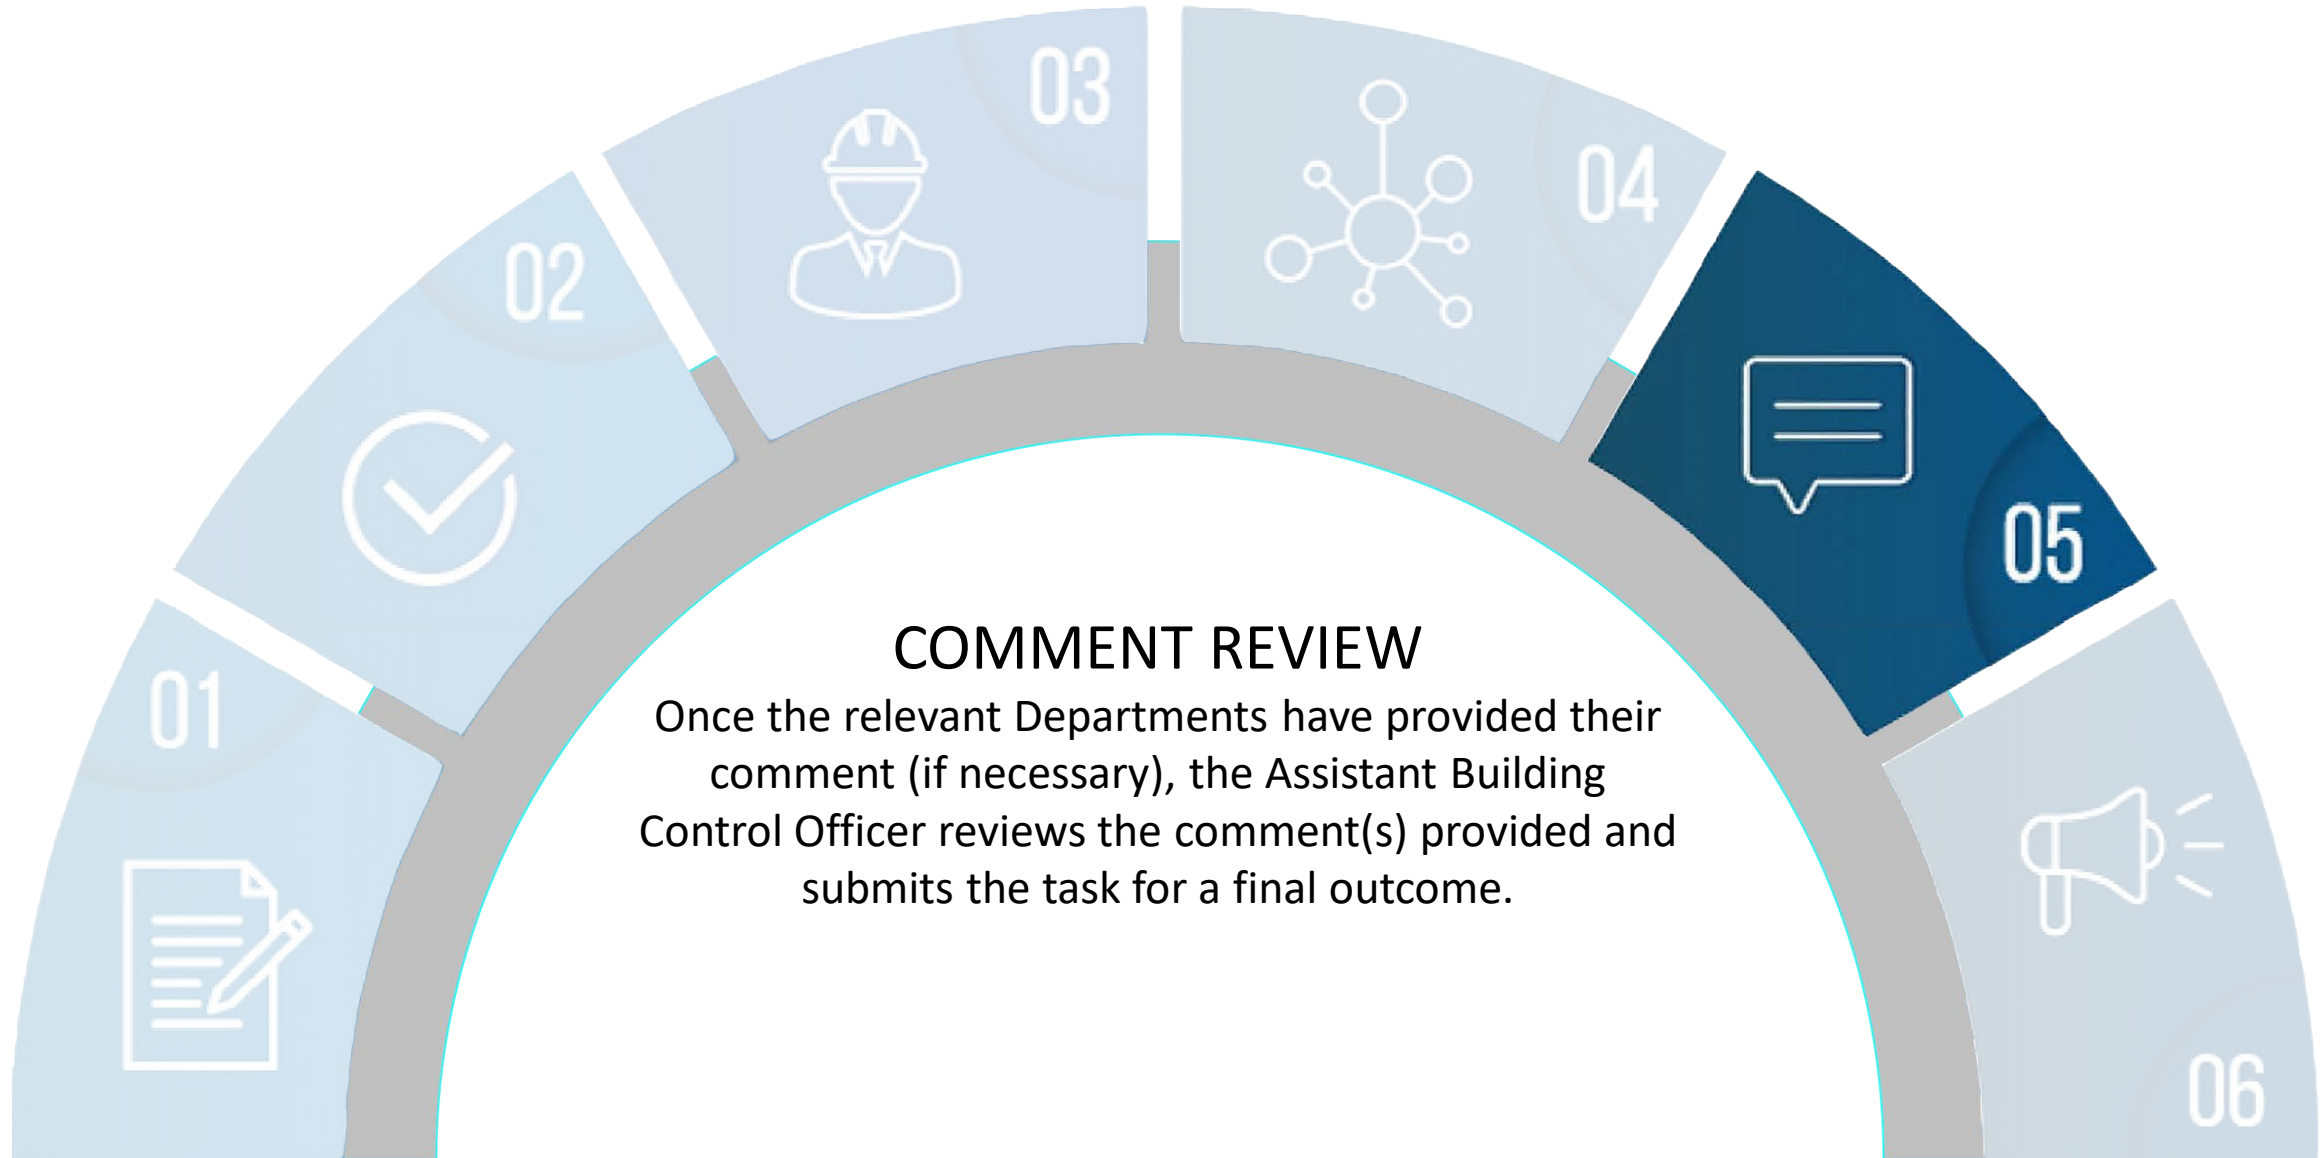 01
02
03
04
05
06
COMMENT REVIEW
Once the relevant Departments have provided their
comment (if necessary), the Assistant Building
Control Officer reviews the comment(s) provided and
submits the task for a final outcome.